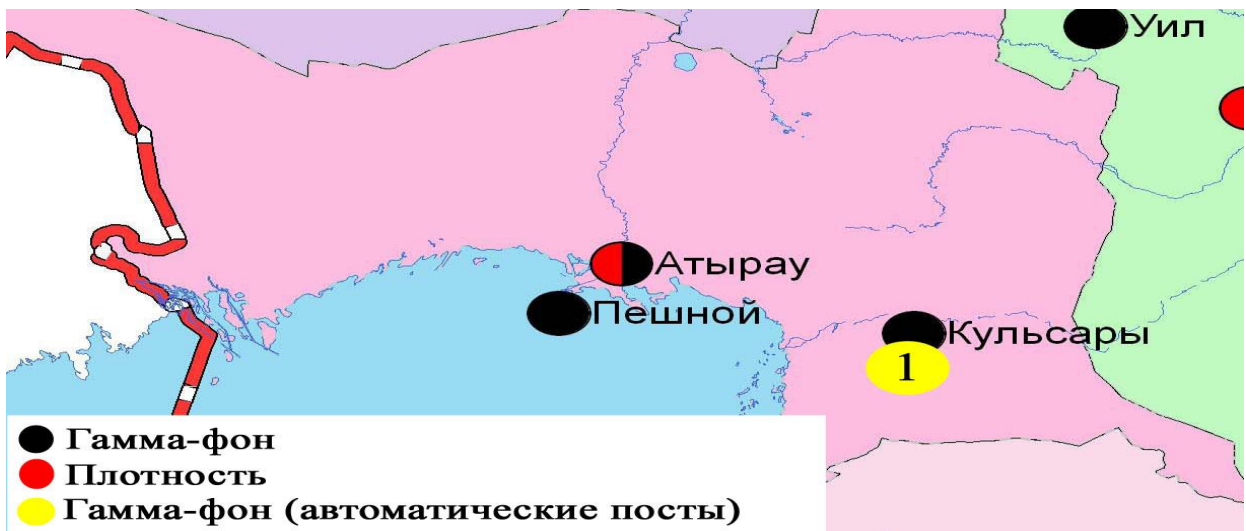 Уил
Атырау
Пешной
Кульсары
1
Гамма-фон
Плотность
Гамма-фон (автоматические посты)